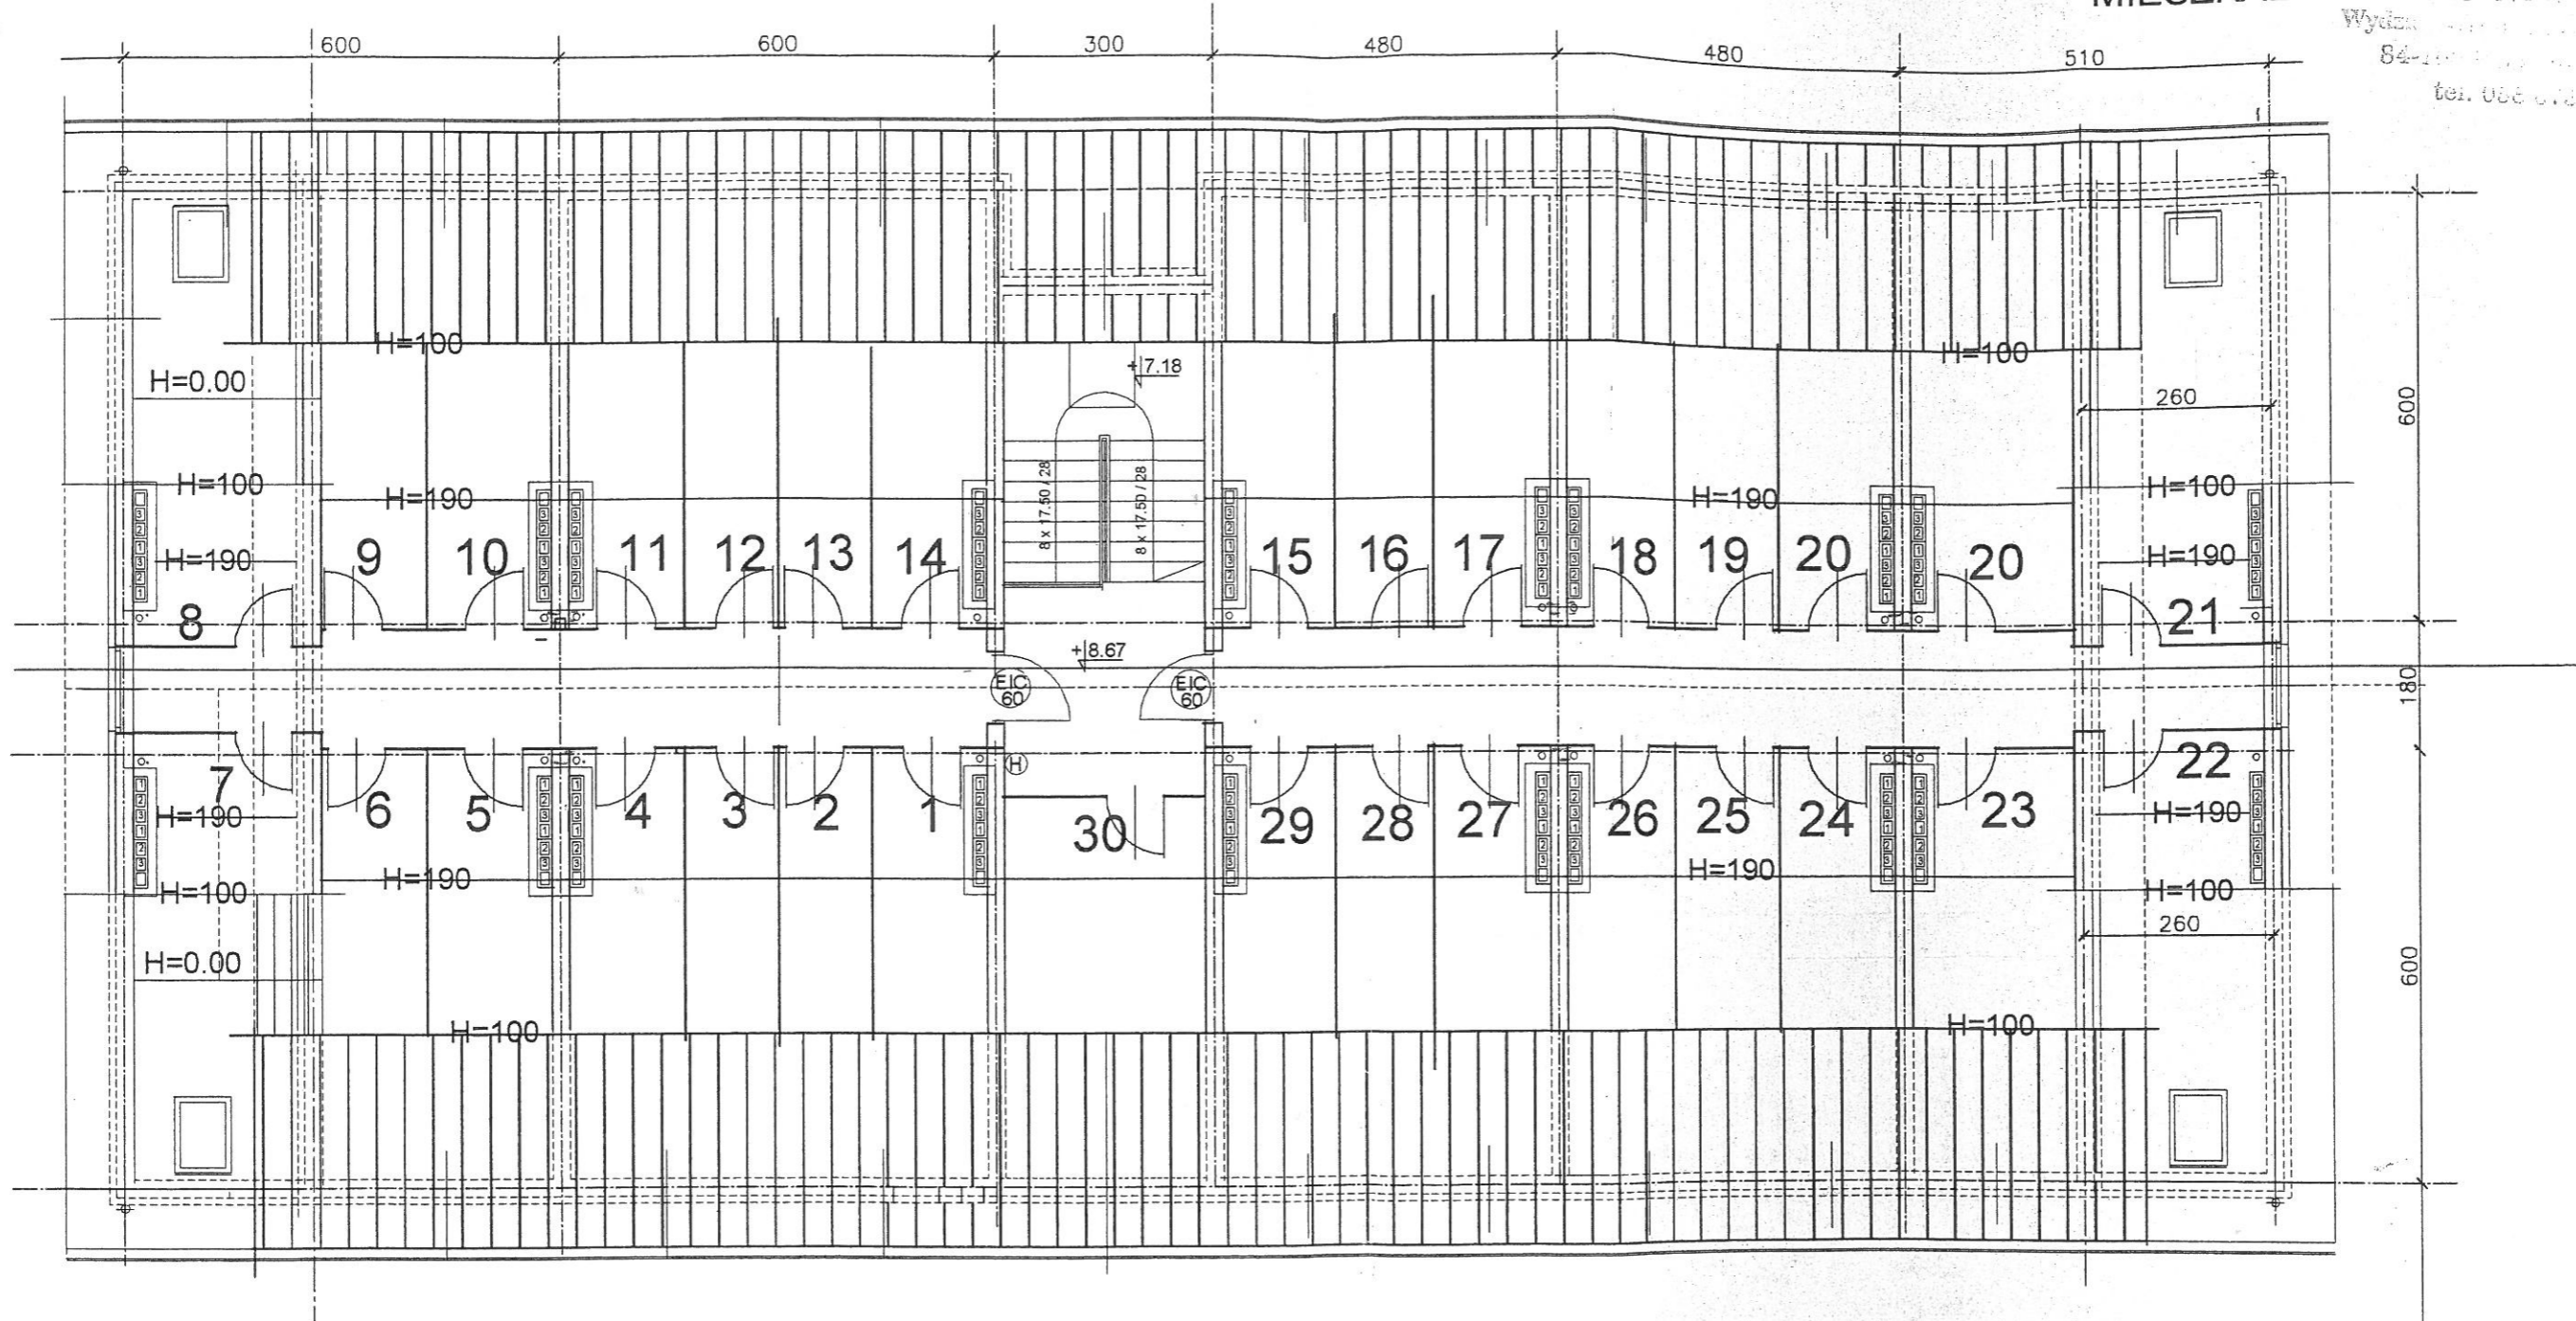 600 600 300 480 480 510
84-
tel.
H=100 +7.18 H=100
H=0.00 260 600
H=100 H=190 8 x 17.50 / 28 8 x 17.50 / 28 H=190 H=100
H=190 H=190
9 10 11 12 13 14 15 16 17 18 19 20 20
8 21
+8.67
EIC 60 EIC 60 180
H
7 22
6 5 4 3 2 1 30 29 28 27 26 25 24 23
H=190 H=190
H=190 H=190
H=100 H=100
260
H=0.00 600
H=100 H=100